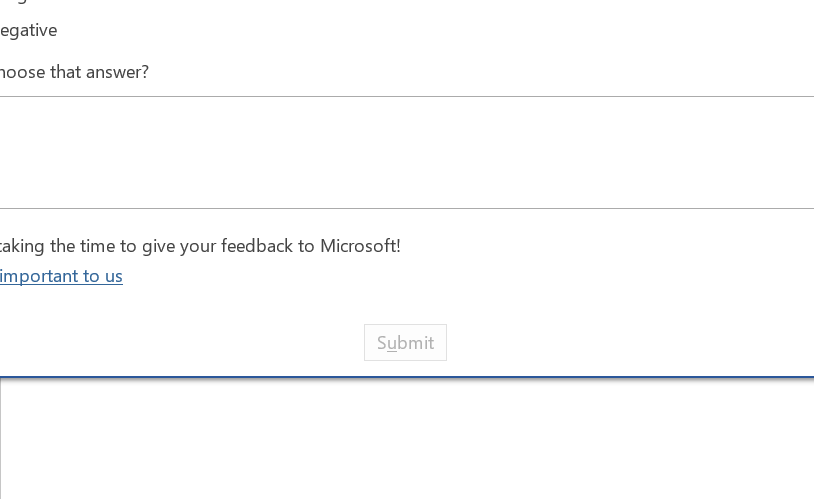 egative
hoose that answer?
taking the time to give your feedback to Microsoft!
important to us
Submit